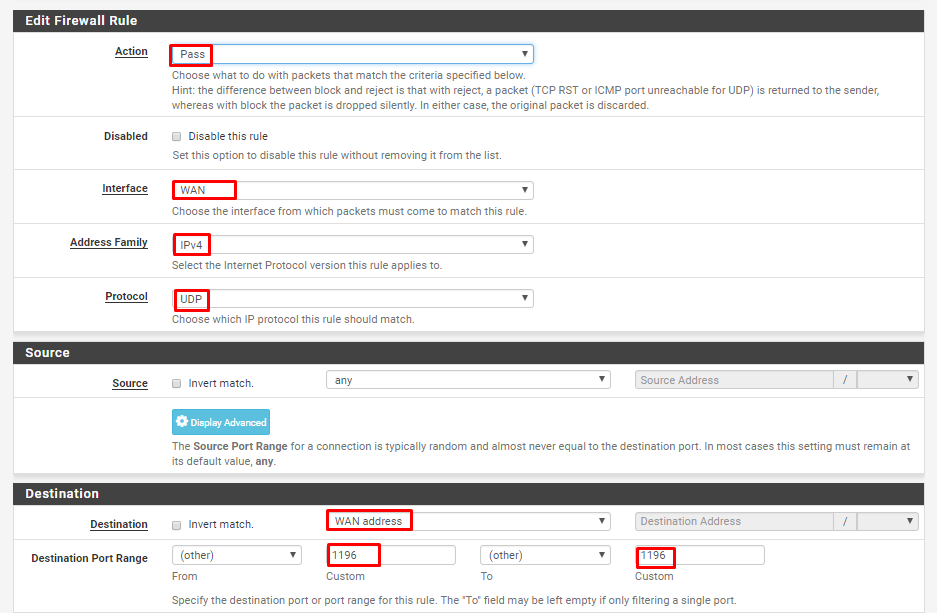 Edit Firewall Rule
Action
Pass
Choose what to do with packets that match the criteria specified below.
Hint: the difference between block and reject is that with reject, a packet (TCP RST or ICMP port unreachable for UDP) is returned to the sender,
whereas with block the packet is dropped silently. In either case, the original packet is discarded.
Disabled
Disable this rule
Set this option to disable this rule without removing it from the list.
Interface
WAN
Choose the interface from which packets must come to match this rule.
Address Family
IPv4
Select the Internet Protocol version this rule applies to.
Protocol
UDP
Choose which IP protocol this rule should match.
Source
Source
Invert match.
any
Source Address
/
Display Advanced
The Source Port Range for a connection is typically random and almost never equal to the destination port. In most cases this setting must remain at
its default value, any.
Destination
Destination
Invert match.
WAN address
Destination Address
/
Destination Port Range
(other)
1196
(other)
1196
From
Custom
To
Custom
Specify the destination port or port range for this rule. The "To" field may be left empty if only filtering a single port.